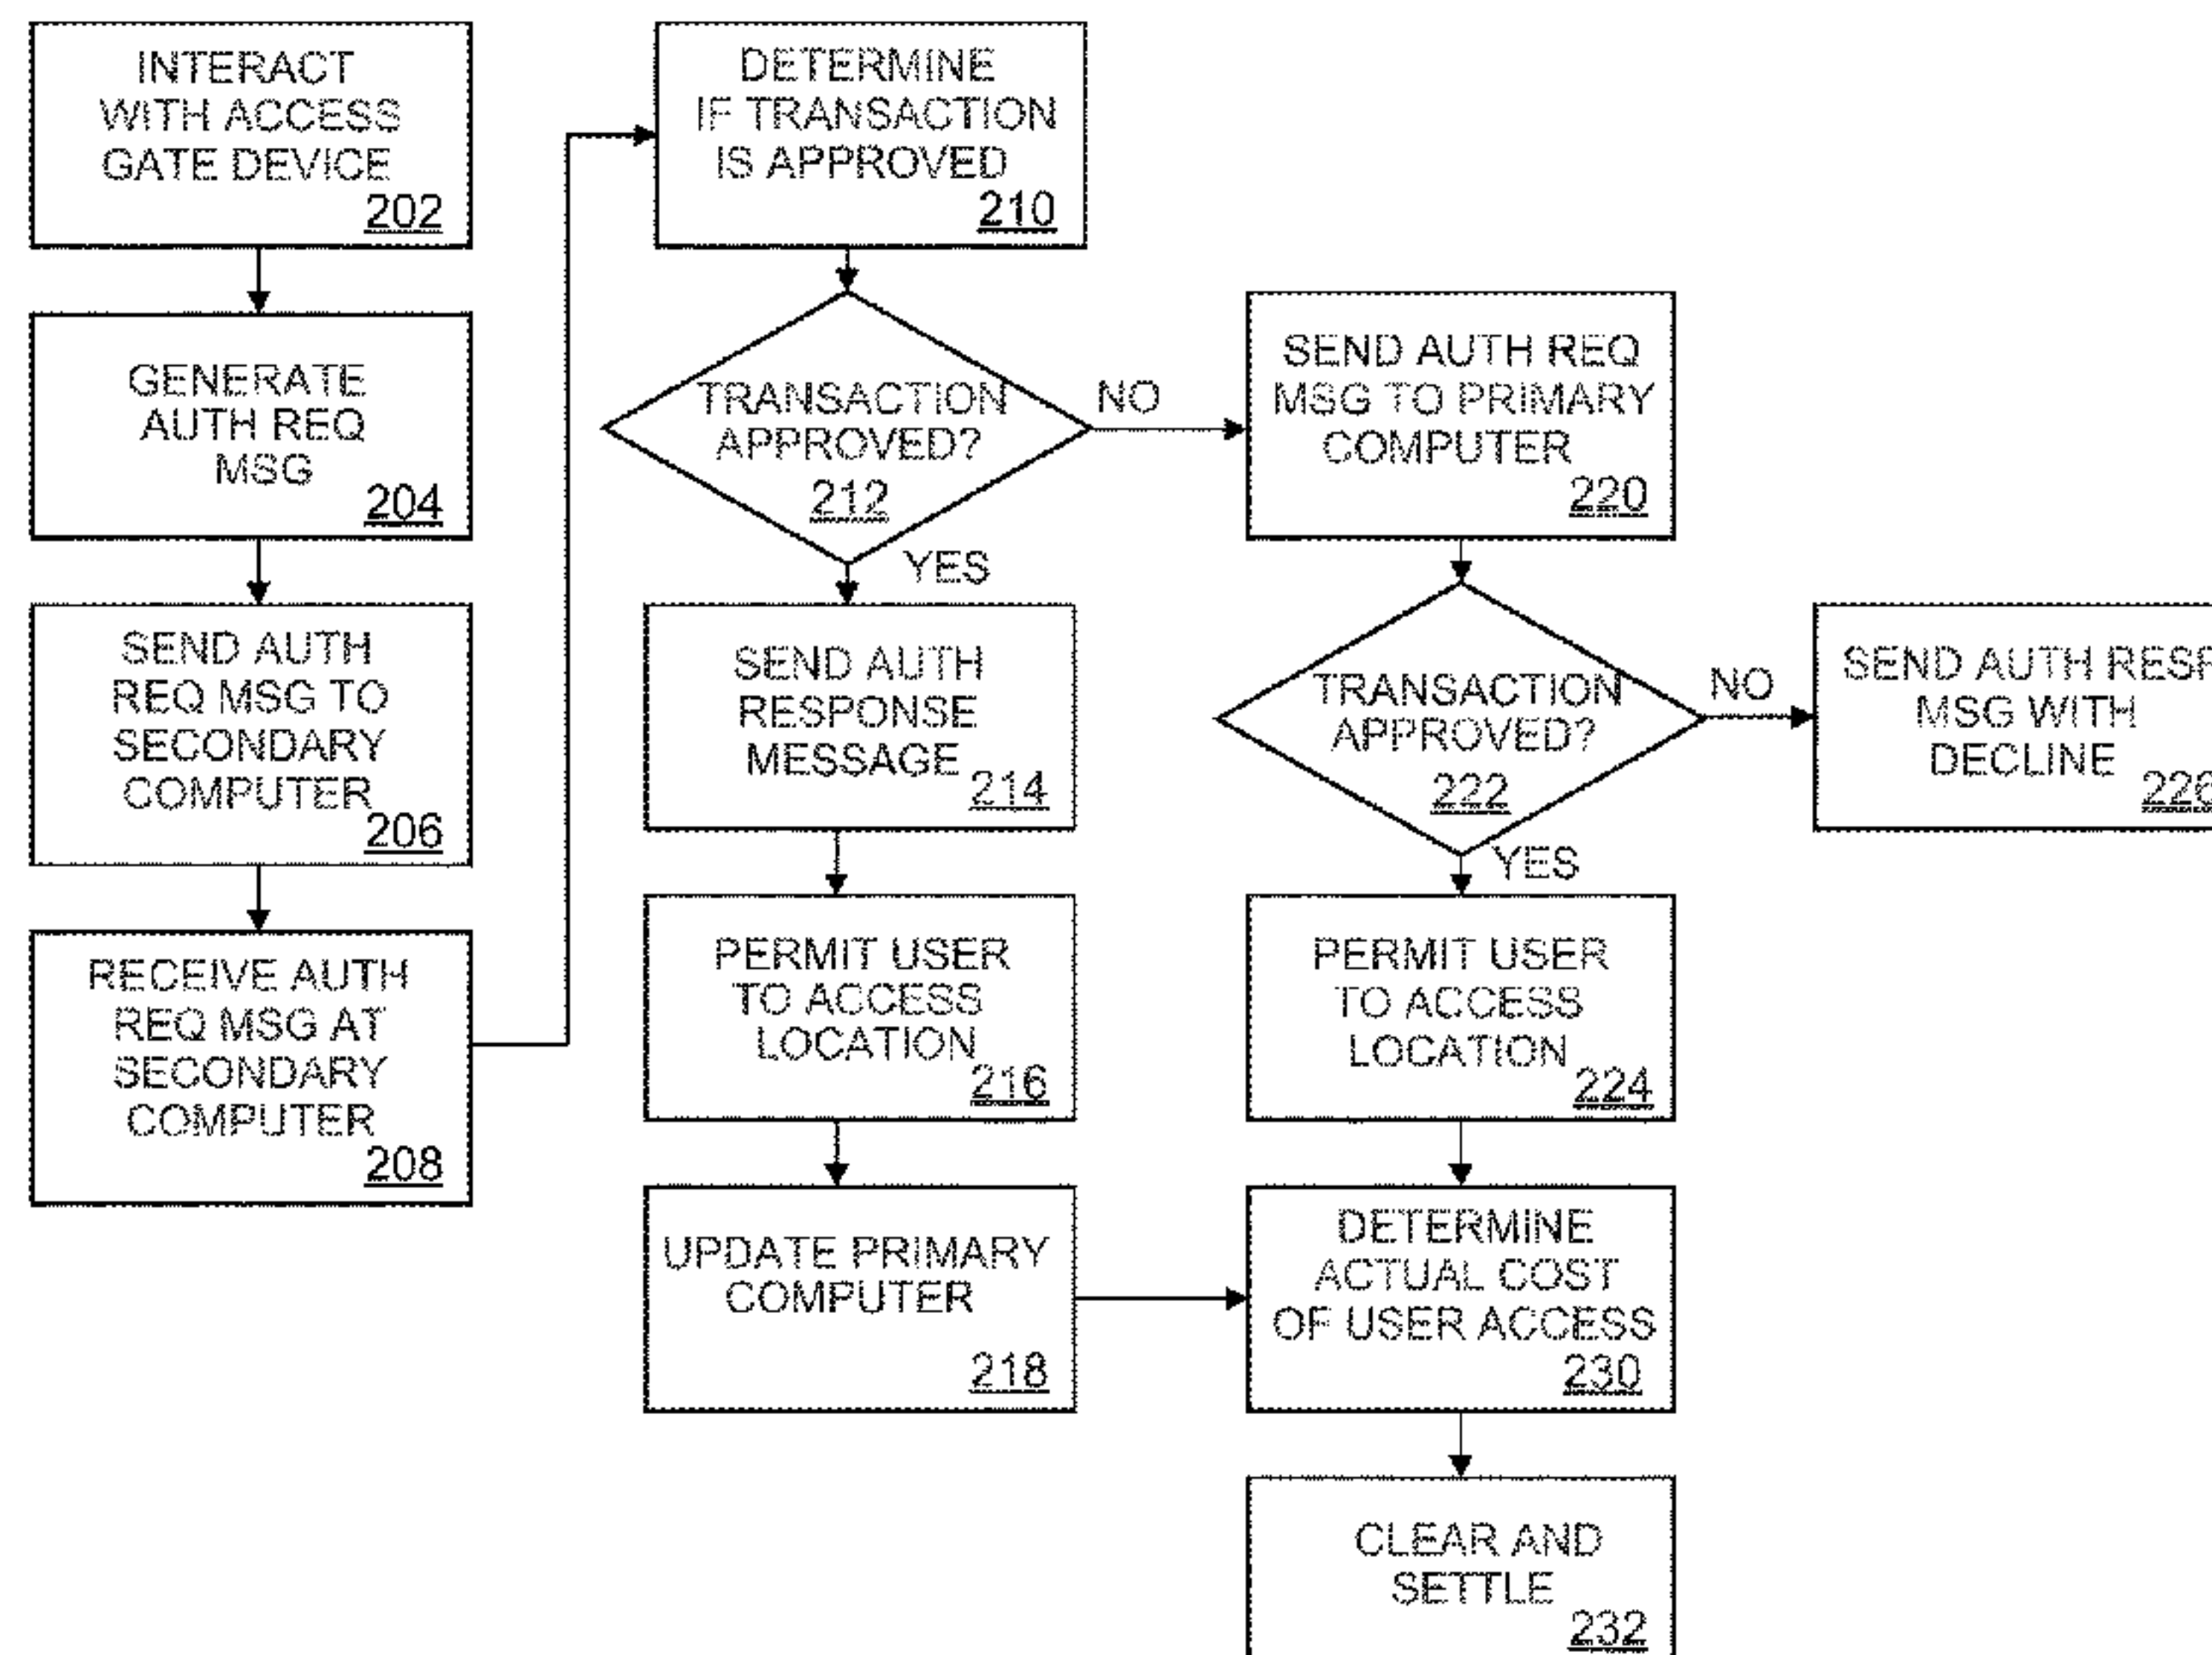 INTERACT
WITH ACCESS
GATE DEVICE
202
GENERATE
AUTH REQ
MSG
204
SEND AUTH
REQ MSG TO
SECONDARY
COMPUTER
206
RECEIVE AUTH
REQ MSG AT
SECONDARY
COMPUTER
208
DETERMINE
IF TRANSACTION
IS APPROVED
210
TRANSACTION
APPROVED?
212
NO
YES
SEND AUTH
RESPONSE
MESSAGE
214
PERMIT USER
TO ACCESS
LOCATION
216
UPDATE PRIMARY
COMPUTER
218
SEND AUTH REQ
MSG TO PRIMARY
COMPUTER
220
TRANSACTION
APPROVED?
222
NO
YES
PERMIT USER
TO ACCESS
LOCATION
224
SEND AUTH RESP
MSG WITH
DECLINE
226
DETERMINE
ACTUAL COST
OF USER ACCESS
230
CLEAR AND
SETTLE
232